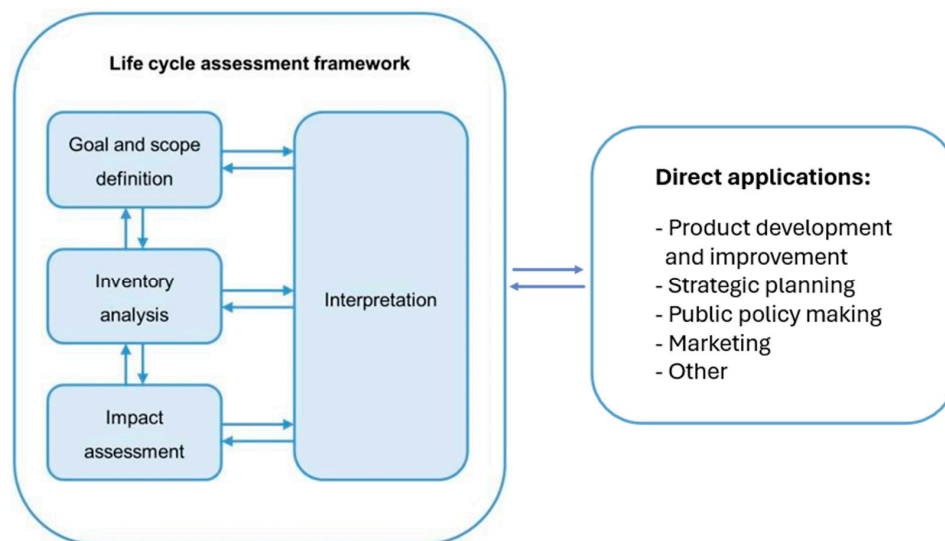 Life cycle assessment framework
Goal and scope
definition
Inventory
analysis
Impact
assessment
Interpretation
Direct applications:
- Product development
and improvement
- Strategic planning
- Public policy making
- Marketing
- Other